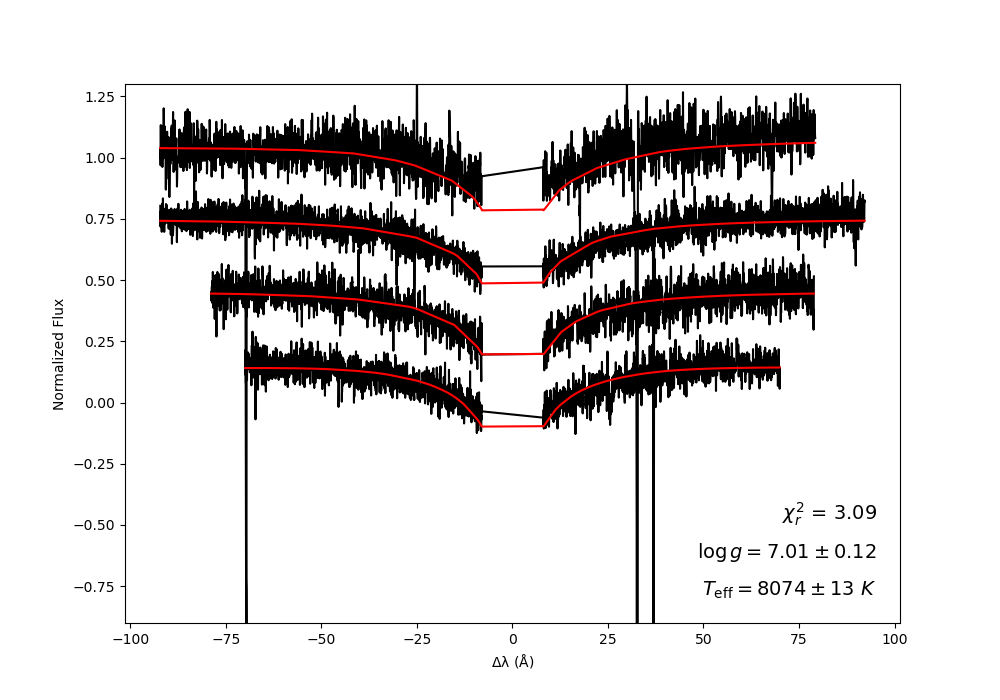 1.25
1.00
0.75
0.50
0.25
0.00
−0.25
−0.50
−0.75
Normalized Flux
χ²ᵣ = 3.09
log g = 7.01 ± 0.12
T_eff = 8074 ± 13 K
−100 −75 −50 −25 0 25 50 75 100
Δλ (Å)